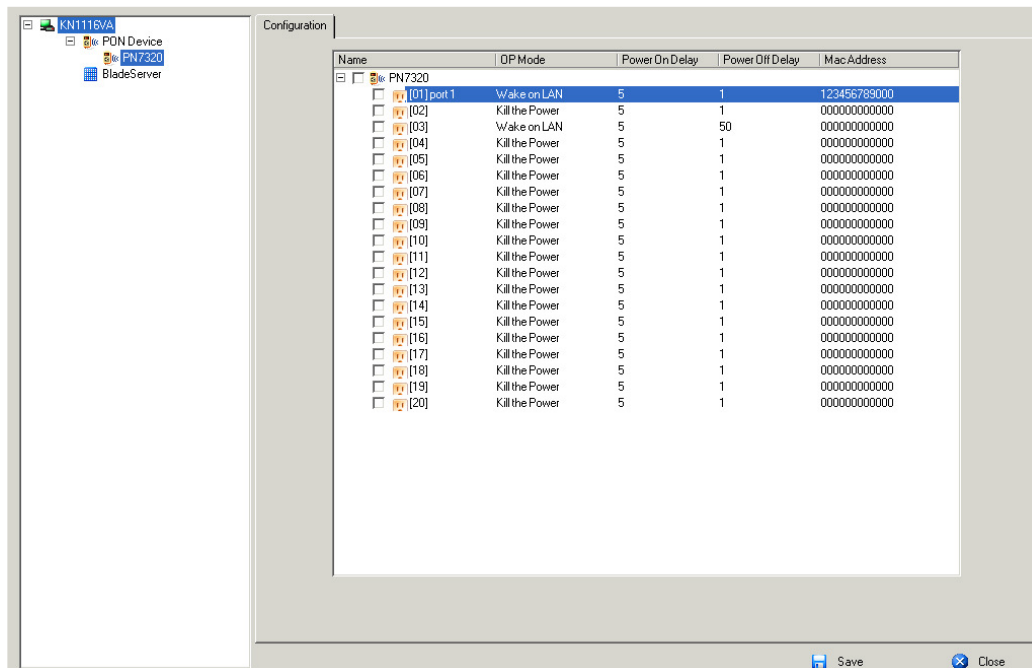 KN1116VA
PON Device
PN7320
BladeServer
Configuration
Name OP Mode Power On Delay Power Off Delay Mac Address
PN7320
[01] port 1 Wake on LAN 5 1 123456789000
[02] Kill the Power 5 1 000000000000
[03] Wake on LAN 5 50 000000000000
[04] Kill the Power 5 1 000000000000
[05] Kill the Power 5 1 000000000000
[06] Kill the Power 5 1 000000000000
[07] Kill the Power 5 1 000000000000
[08] Kill the Power 5 1 000000000000
[09] Kill the Power 5 1 000000000000
[10] Kill the Power 5 1 000000000000
[11] Kill the Power 5 1 000000000000
[12] Kill the Power 5 1 000000000000
[13] Kill the Power 5 1 000000000000
[14] Kill the Power 5 1 000000000000
[15] Kill the Power 5 1 000000000000
[16] Kill the Power 5 1 000000000000
[17] Kill the Power 5 1 000000000000
[18] Kill the Power 5 1 000000000000
[19] Kill the Power 5 1 000000000000
[20] Kill the Power 5 1 000000000000
Save Close